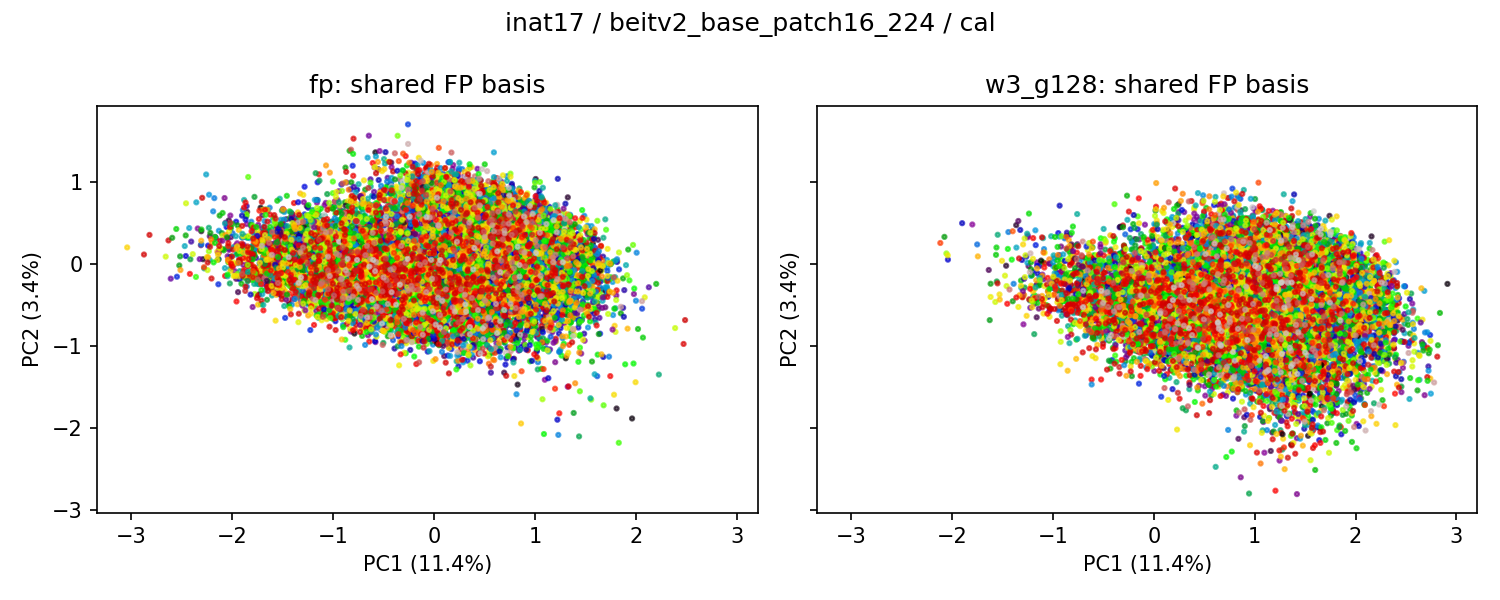 inat17 / beitv2_base_patch16_224 / cal
fp: shared FP basis
w3_g128: shared FP basis
PC2 (3.4%)
1
0
−1
−2
−3
−3
−2
−1
0
1
2
3
PC1 (11.4%)
PC2 (3.4%)
−3
−2
−1
0
1
2
3
PC1 (11.4%)